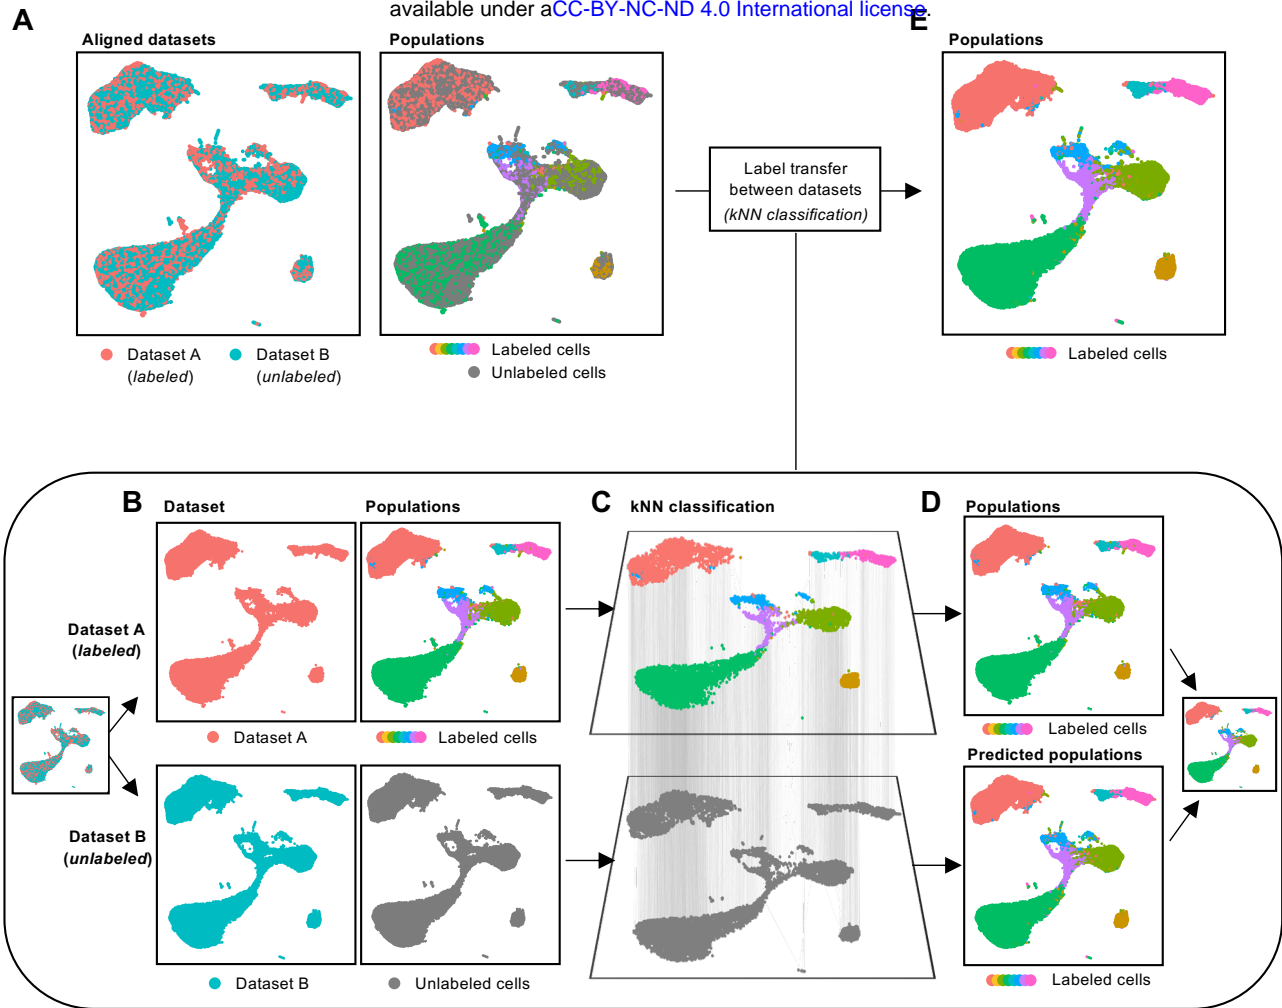 available under aCC-BY-NC-ND 4.0 International license.
A
E
Aligned datasets
Populations
Populations
Label transfer
between datasets
(kNN classification)
Dataset A
(labeled)
Dataset B
(unlabeled)
Labeled cells
Unlabeled cells
Labeled cells
B
Dataset
Populations
C
kNN classification
D
Populations
Dataset A
(labeled)
Dataset A
Labeled cells
Labeled cells
Predicted populations
Dataset B
(unlabeled)
Dataset B
Unlabeled cells
Labeled cells